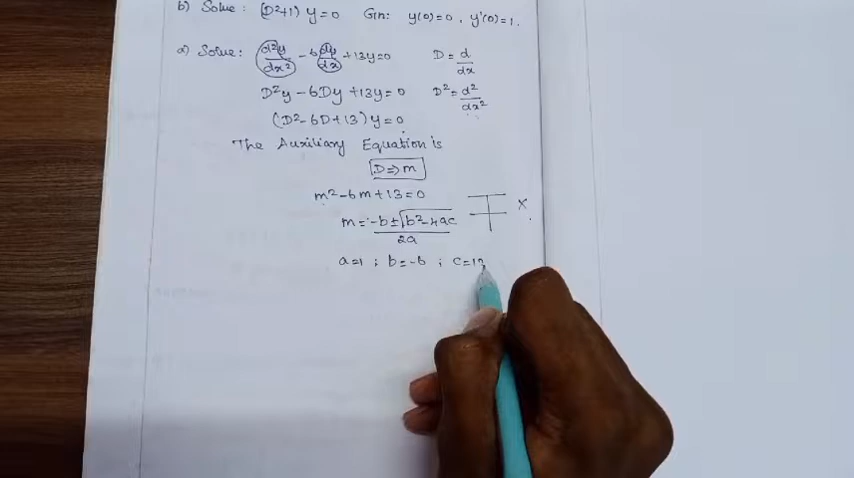 b) Solve: (D²+1) y=0 Gn: y(0)=0, y'(0)=1.
a) Solve: d²y/dx² - 6 dy/dx + 13y=0 D = d/dx
D²y - 6Dy + 13y = 0 D² = d²/dx²
(D² - 6D + 13) y = 0
The Auxiliary Equation is
D ⇒ m
m² - 6m + 13 = 0
m = -b ± √b² - 4ac / 2a X
a=1 ; b = -6 ; c=13